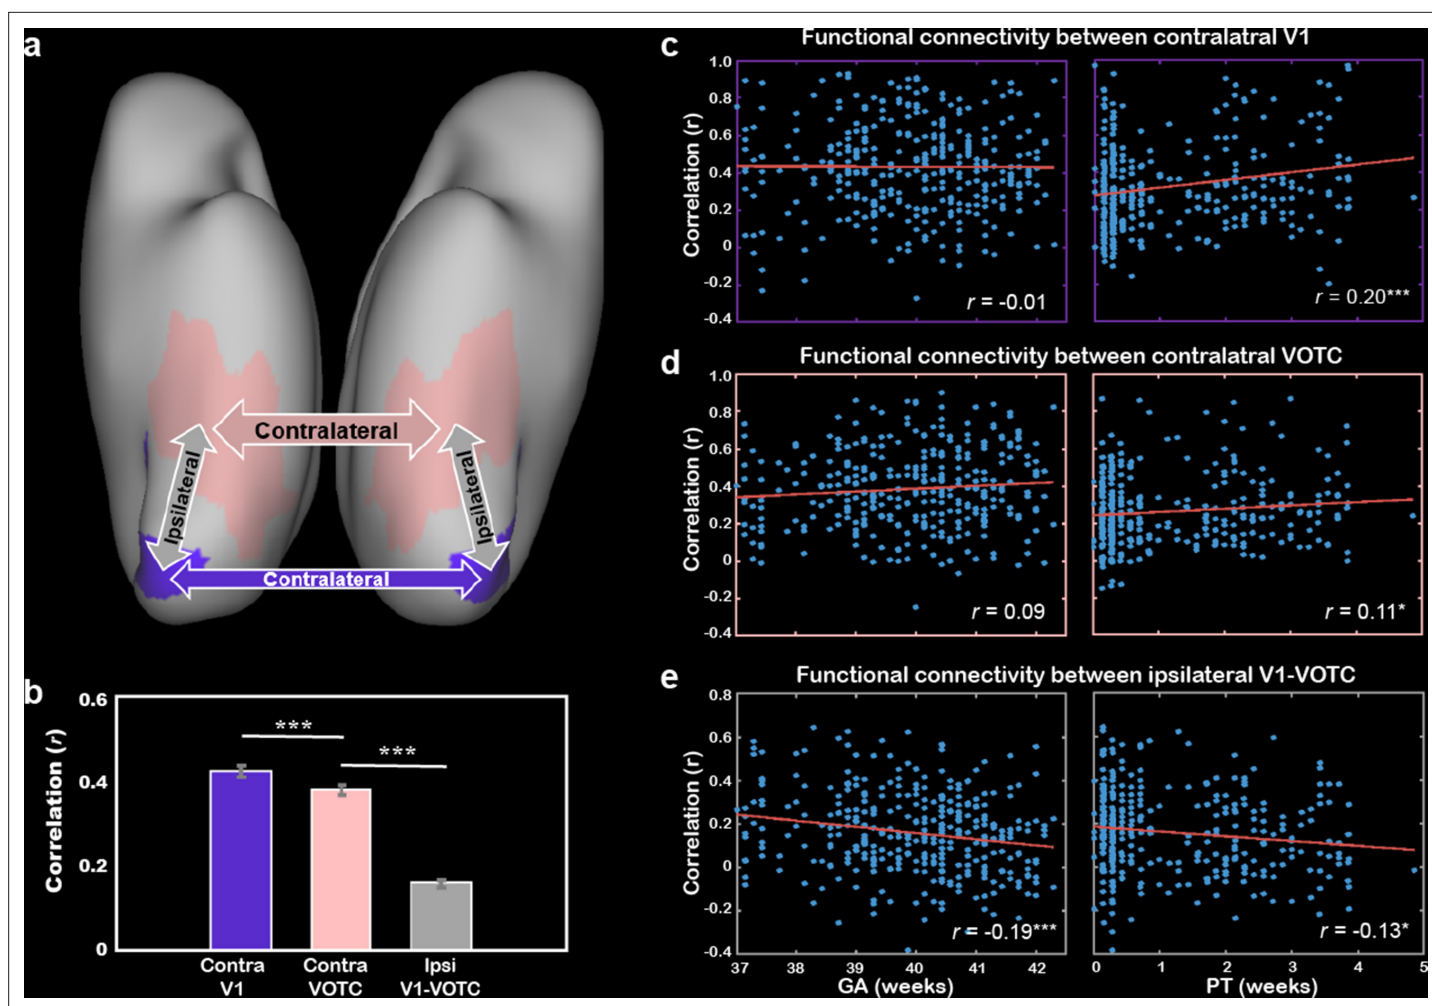 a
Contralateral
Ipsilateral
Ipsilateral
Contralateral
b
Correlation (r)
0.6
0.4
0.2
0
***
***
Contra
V1
Contra
VOTC
Ipsi
V1-VOTC
c
Functional connectivity between contralatral V1
Correlation (r)
1.0
0.8
0.6
0.4
0.2
0
-0.2
-0.4
r = -0.01
r = 0.20***
d
Functional connectivity between contralatral VOTC
Correlation (r)
1.0
0.8
0.6
0.4
0.2
0
-0.2
-0.4
r = 0.09
r = 0.11*
e
Functional connectivity between ipsilateral V1-VOTC
Correlation (r)
0.8
0.6
0.4
0.2
0
-0.2
-0.4
r = -0.19***
r = -0.13*
37 38 39 40 41 42
GA (weeks)
0 1 2 3 4 5
PT (weeks)